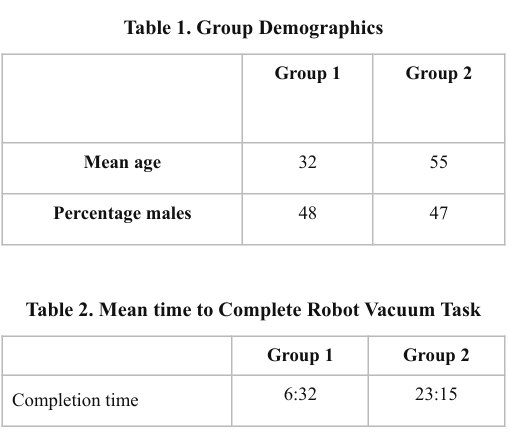 Table 1. Group Demographics
Group 1 Group 2
Mean age 32 55
Percentage males 48 47
Table 2. Mean time to Complete Robot Vacuum Task
Group 1 Group 2
Completion time 6:32 23:15